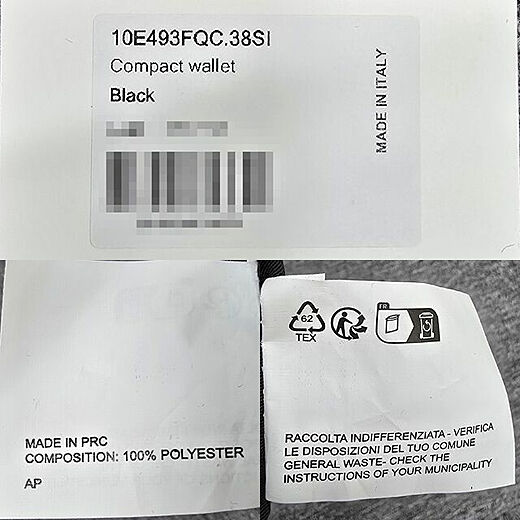 10E493FQC.38SI
Compact wallet
Black
MADE IN ITALY
MADE IN PRC
COMPOSITION: 100% POLYESTER
AP
62
TEX
FR
RACCOLTA INDIFFERENZIATA - VERIFICA
LE DISPOSIZIONI DEL TUO COMUNE
GENERAL WASTE- CHECK THE
INSTRUCTIONS OF YOUR MUNICIPALITY